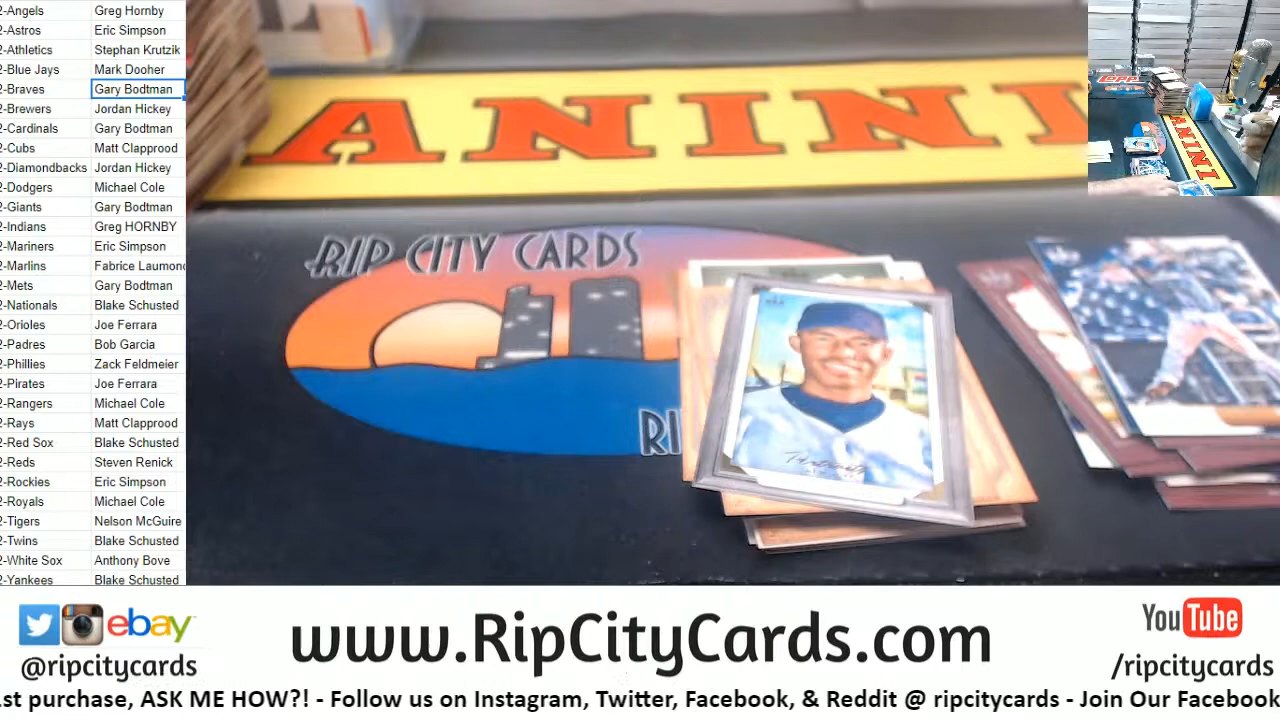 2-Angels Greg Hornby
2-Astros Eric Simpson
2-Athletics Stephan Krutzik
2-Blue Jays Mark Dooher
2-Braves Gary Bodtman
2-Brewers Jordan Hickey
2-Cardinals Gary Bodtman
2-Cubs Matt Clapprood
2-Diamondbacks Jordan Hickey
2-Dodgers Michael Cole
2-Giants Gary Bodtman
2-Indians Greg HORNBY
2-Mariners Eric Simpson
2-Marlins Fabrice Laumon
2-Mets Gary Bodtman
2-Nationals Blake Schusted
2-Orioles Joe Ferrara
2-Padres Bob Garcia
2-Phillies Zack Feldmeier
2-Pirates Joe Ferrara
2-Rangers Michael Cole
2-Rays Matt Clapprood
2-Red Sox Blake Schusted
2-Reds Steven Renick
2-Rockies Eric Simpson
2-Royals Michael Cole
2-Tigers Nelson McGuire
2-Twins Blake Schusted
2-White Sox Anthony Bove
2-Yankees Blake Schusted
ANINI
RIP CITY CARDS
RI
ANINI
ebay
@ripcitycards
www.RipCityCards.com
YouTube
/ripcitycards
st purchase, ASK ME HOW?! - Follow us on Instagram, Twitter, Facebook, & Reddit @ ripcitycards - Join Our Facebook